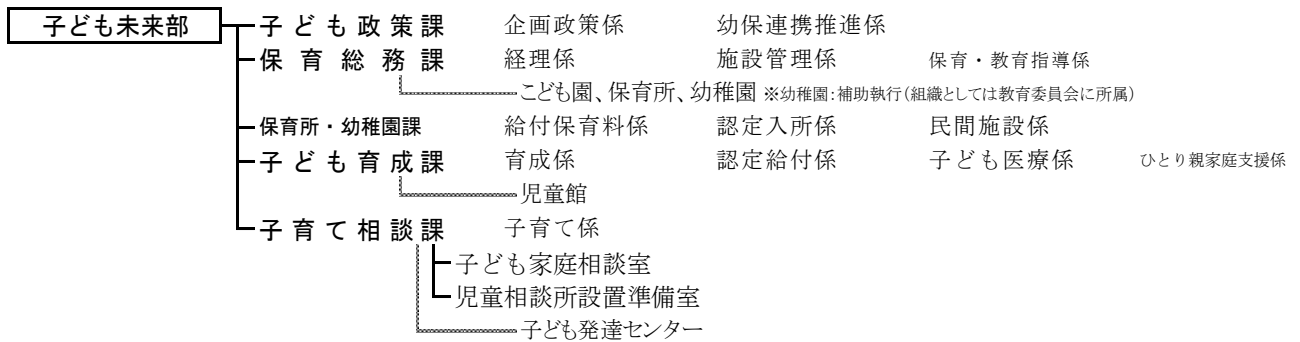 子ども未来部 子ども政策課 企画政策係 幼保連携推進係
保育総務課 経理係 施設管理係 保育・教育指導係
こども園、保育所、幼稚園 ※幼稚園:補助執行(組織としては教育委員会に所属)
保育所・幼稚園課 給付保育料係 認定入所係 民間施設係
子ども育成課 育成係 認定給付係 子ども医療係 ひとり親家庭支援係
児童館
子育て相談課 子育て係
子ども家庭相談室
児童相談所設置準備室
子ども発達センター